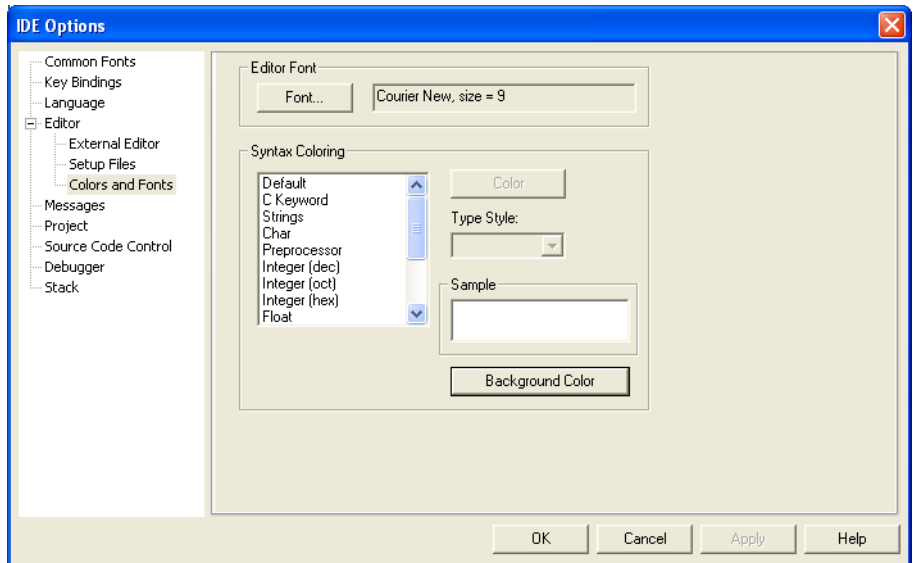 IDE Options
Common Fonts
Key Bindings
Language
Editor
External Editor
Setup Files
Colors and Fonts
Messages
Project
Source Code Control
Debugger
Stack
Editor Font
Font...
Courier New, size = 9
Syntax Coloring
Default
C Keyword
Strings
Char
Preprocessor
Integer (dec)
Integer (oct)
Integer (hex)
Float
Color
Type Style:
Sample
Background Color
OK
Cancel
Apply
Help